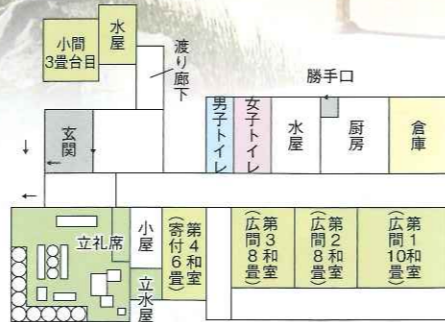 小間
3畳台目
水屋
渡り廊下
勝手口
玄関
男子トイレ
女子トイレ
水屋
厨房
倉庫
立礼席
小屋
立水屋
第4和室
(寄付6畳)
第3和室
(広間8畳)
第2和室
(広間8畳)
第1和室
(広間10畳)